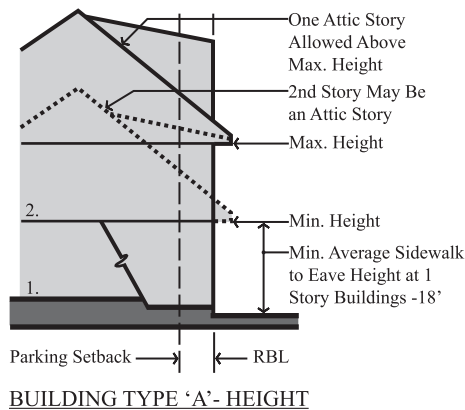 One Attic Story
Allowed Above
Max. Height
2nd Story May Be
an Attic Story
Max. Height
2.
Min. Height
Min. Average Sidewalk
to Eave Height at 1
Story Buildings -18'
1.
Parking Setback
RBL
BUILDING TYPE ‘A’- HEIGHT